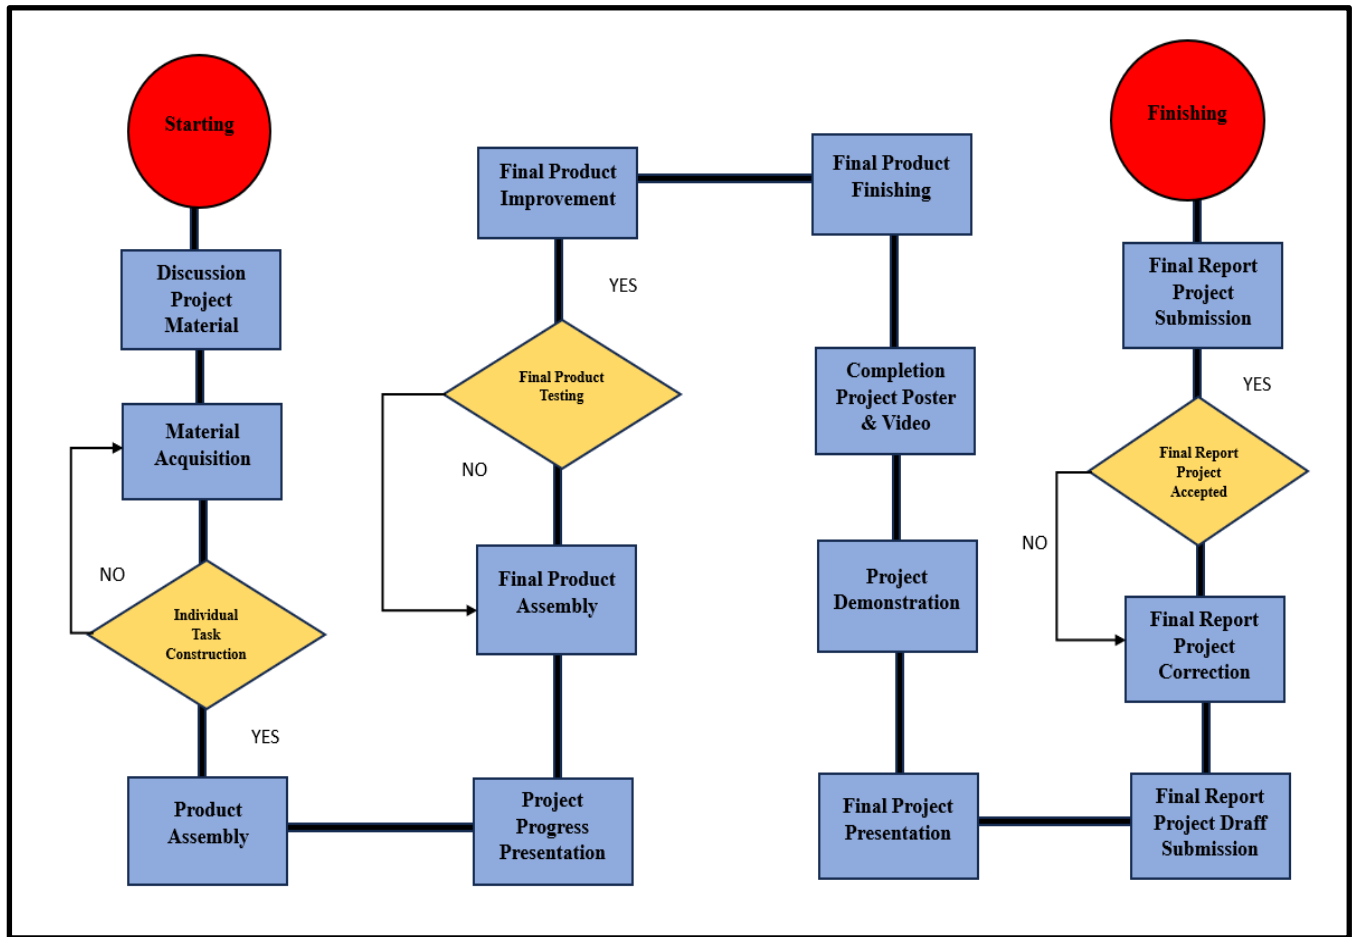 Starting
Discussion
Project
Material
Material
Acquisition
NO
Individual
Task
Construction
YES
Product
Assembly
Project
Progress
Presentation
Final Product
Assembly
NO
Final Product
Testing
YES
Final Product
Improvement
Final Product
Finishing
Completion
Project Poster
& Video
Project
Demonstration
Final Project
Presentation
Final Report
Project Draff
Submission
Final Report
Project
Correction
NO
Final Report
Project
Accepted
YES
Final Report
Project
Submission
Finishing